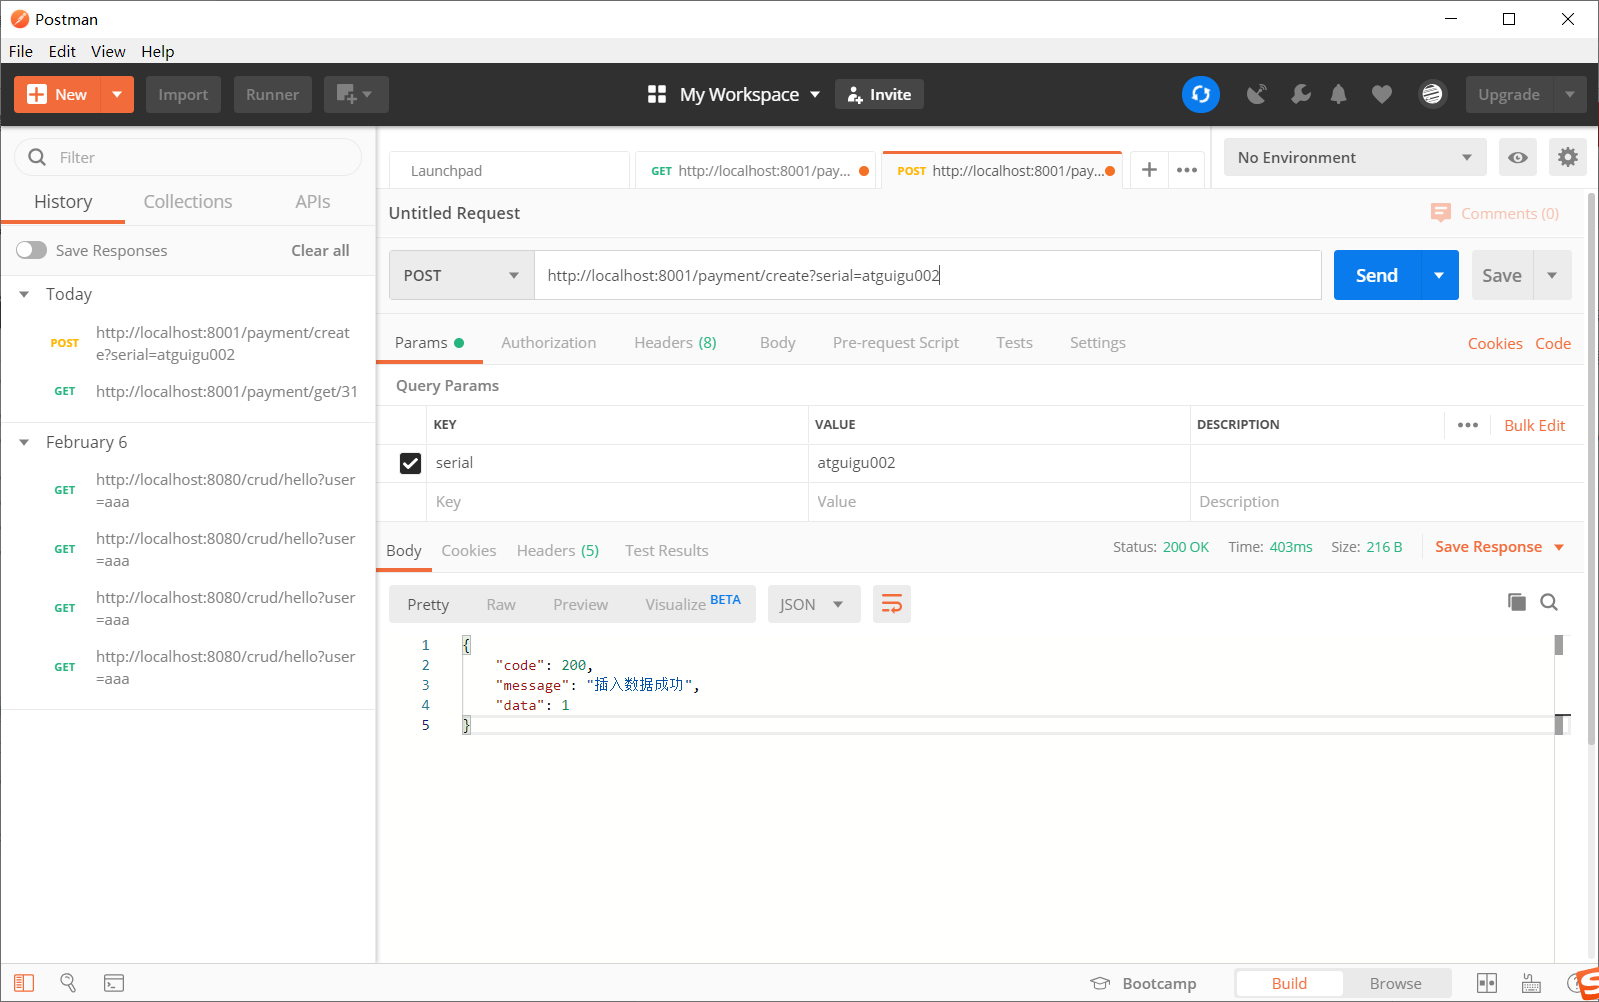 Postman
File Edit View Help
New Import Runner My Workspace Invite Upgrade
Filter
History Collections APIs
Save Responses Clear all
Today
POST http://localhost:8001/payment/creat
e?serial=atguigu002
GET http://localhost:8001/payment/get/31
February 6
GET http://localhost:8080/crud/hello?user
=aaa
GET http://localhost:8080/crud/hello?user
=aaa
GET http://localhost:8080/crud/hello?user
=aaa
GET http://localhost:8080/crud/hello?user
=aaa
Launchpad GET http://localhost:8001/pay... POST http://localhost:8001/pay... No Environment
Untitled Request Comments (0)
POST http://localhost:8001/payment/create?serial=atguigu002 Send Save
Params Authorization Headers (8) Body Pre-request Script Tests Settings Cookies Code
Query Params
KEY VALUE DESCRIPTION Bulk Edit
serial atguigu002
Key Value Description
Body Cookies Headers (5) Test Results Status: 200 OK Time: 403ms Size: 216 B Save Response
Pretty Raw Preview Visualize BETA JSON
1 {
2 "code": 200,
3 "message": "插入数据成功",
4 "data": 1
5 }
Bootcamp Build Browse